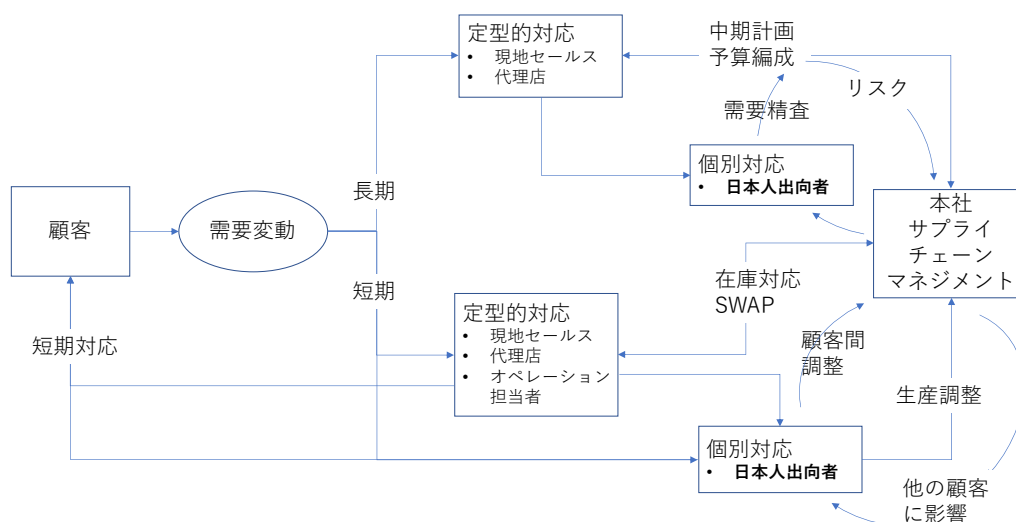 定型的対応
• 現地セールス
• 代理店
中期計画
予算編成
リスク
需要精査
個別対応
• 日本人出向者
長期
顧客
需要変動
本社
サプライ
チェーン
マネジメント
短期
在庫対応
SWAP
定型的対応
• 現地セールス
• 代理店
• オペレーション
担当者
短期対応
顧客間
調整
生産調整
個別対応
• 日本人出向者
他の顧客
に影響